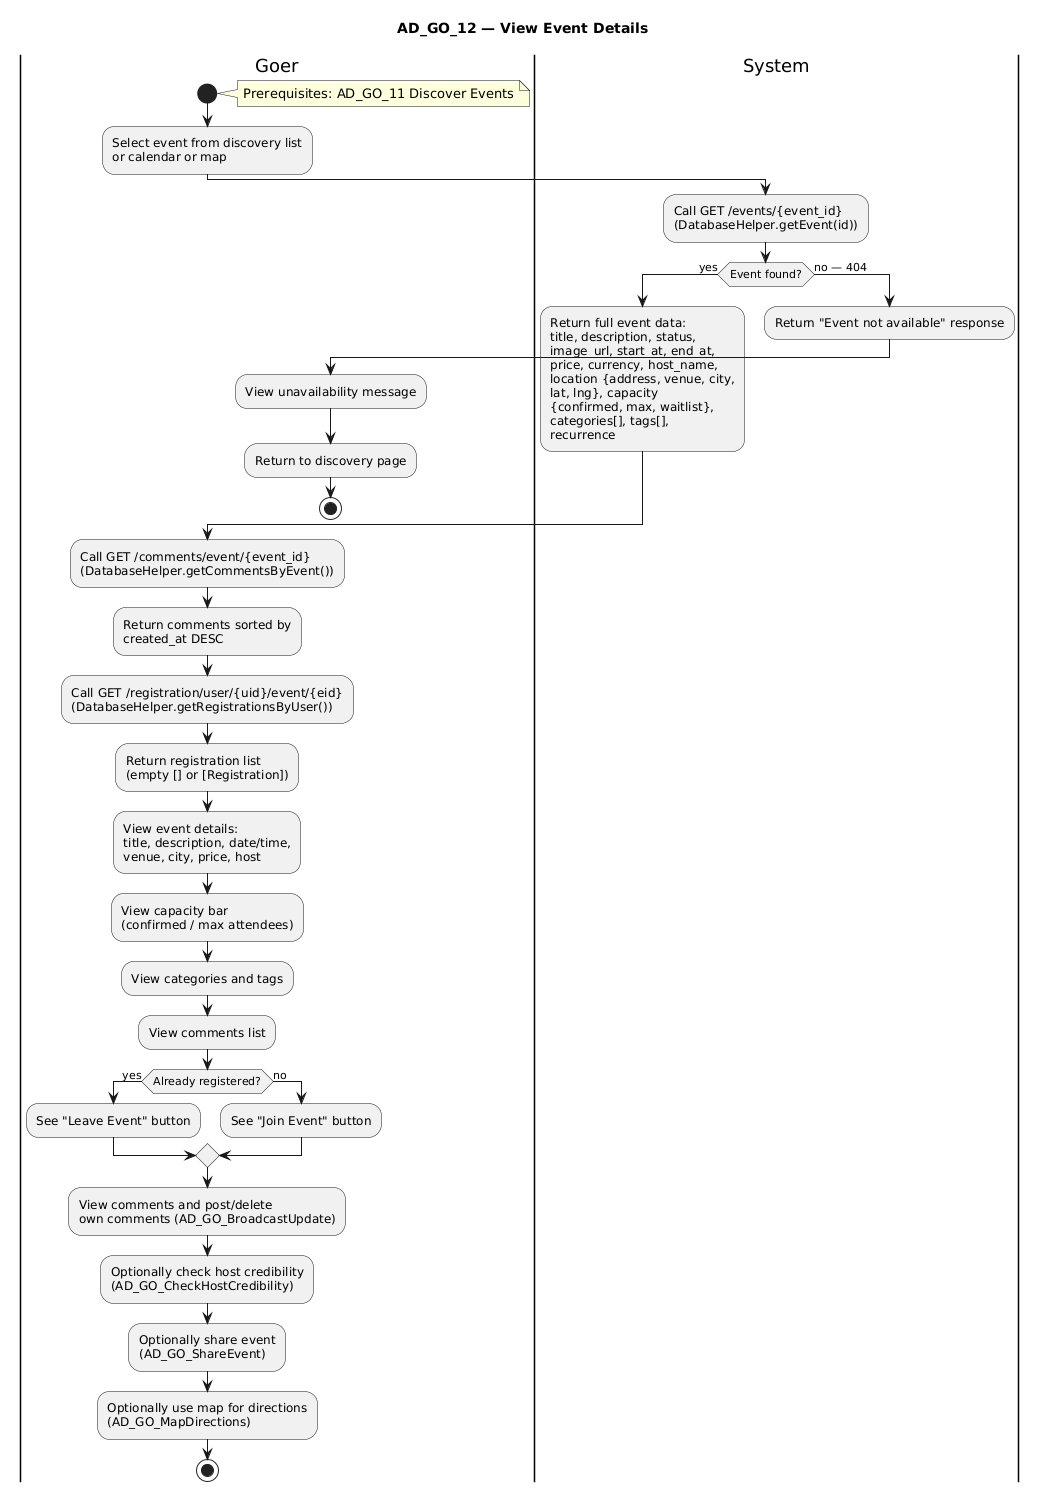 AD_GO_12 — View Event Details
Goer
System
Prerequisites: AD_GO_11 Discover Events
Select event from discovery list
or calendar or map
Call GET /events/{event_id}
(DatabaseHelper.getEvent(id))
yes
Event found?
no — 404
Return full event data:
title, description, status,
image_url, start_at, end_at,
price, currency, host_name,
location {address, venue, city,
lat, lng}, capacity
{confirmed, max, waitlist},
categories[], tags[],
recurrence
Return "Event not available" response
View unavailability message
Return to discovery page
Call GET /comments/event/{event_id}
(DatabaseHelper.getCommentsByEvent())
Return comments sorted by
created_at DESC
Call GET /registration/user/{uid}/event/{eid}
(DatabaseHelper.getRegistrationsByUser())
Return registration list
(empty [] or [Registration])
View event details:
title, description, date/time,
venue, city, price, host
View capacity bar
(confirmed / max attendees)
View categories and tags
View comments list
yes
Already registered?
no
See "Leave Event" button
See "Join Event" button
View comments and post/delete
own comments (AD_GO_BroadcastUpdate)
Optionally check host credibility
(AD_GO_CheckHostCredibility)
Optionally share event
(AD_GO_ShareEvent)
Optionally use map for directions
(AD_GO_MapDirections)